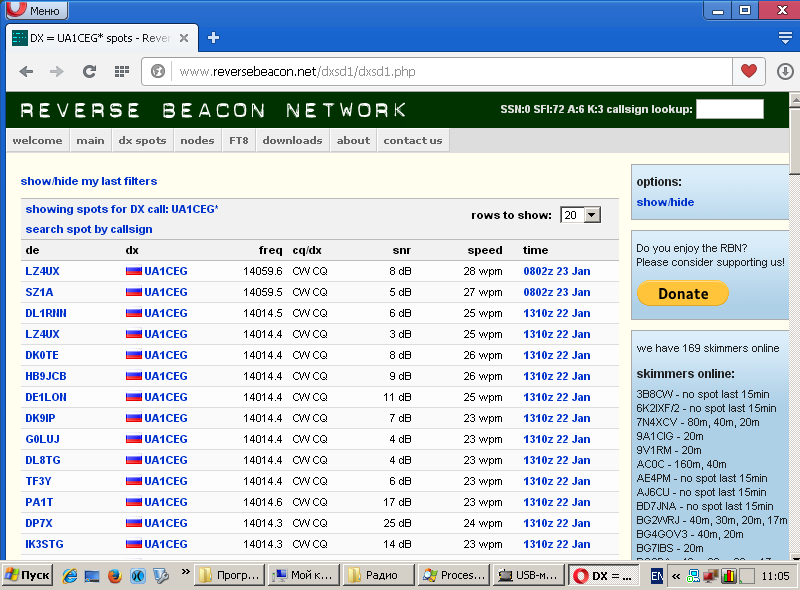 Меню
DX = UA1CEG* spots - Rever
www.reversebeacon.net/dxsd1/dxsd1.php
REVERSE BEACON NETWORK
SSN:0 SFI:72 A:6 K:3 callsign lookup:
welcome main dx spots nodes FT8 downloads about contact us
show/hide my last filters
showing spots for DX call: UA1CEG*
rows to show: 20
search spot by callsign
de dx freq cq/dx snr speed time
LZ4UX UA1CEG 14059.6 CW CQ 8 dB 28 wpm 0802z 23 Jan
SZ1A UA1CEG 14059.5 CW CQ 5 dB 27 wpm 0802z 23 Jan
DL1RNN UA1CEG 14014.5 CW CQ 6 dB 25 wpm 1310z 22 Jan
LZ4UX UA1CEG 14014.4 CW CQ 3 dB 25 wpm 1310z 22 Jan
DK0TE UA1CEG 14014.4 CW CQ 8 dB 26 wpm 1310z 22 Jan
HB9JCB UA1CEG 14014.4 CW CQ 9 dB 26 wpm 1310z 22 Jan
DE1LON UA1CEG 14014.4 CW CQ 11 dB 25 wpm 1310z 22 Jan
DK9IP UA1CEG 14014.4 CW CQ 7 dB 23 wpm 1310z 22 Jan
G0LUJ UA1CEG 14014.4 CW CQ 4 dB 23 wpm 1310z 22 Jan
DL8TG UA1CEG 14014.4 CW CQ 4 dB 23 wpm 1310z 22 Jan
TF3Y UA1CEG 14014.4 CW CQ 6 dB 23 wpm 1310z 22 Jan
PA1T UA1CEG 14014.6 CW CQ 17 dB 23 wpm 1310z 22 Jan
DP7X UA1CEG 14014.3 CW CQ 25 dB 24 wpm 1310z 22 Jan
IK3STG UA1CEG 14014.3 CW CQ 14 dB 23 wpm 1310z 22 Jan
options:
show/hide
Do you enjoy the RBN?
Please consider supporting us!
Donate
we have 169 skimmers online
skimmers online:
3B8CW - no spot last 15min
6K2IXF/2 - no spot last 15min
7N4XCV - 80m, 40m, 20m
9A1CIG - 20m
9V1RM - 20m
AC0C - 160m, 40m
AE4PM - no spot last 15min
AJ6CU - no spot last 15min
BD7JNA - no spot last 15min
BG2WRJ - 40m, 30m, 20m, 17m
BG4GOV3 - 40m, 20m
BG7IBS - 20m
Пуск » Прогр... Мой к... Радио Proces... USB-м... DX = ... EN « 11:05